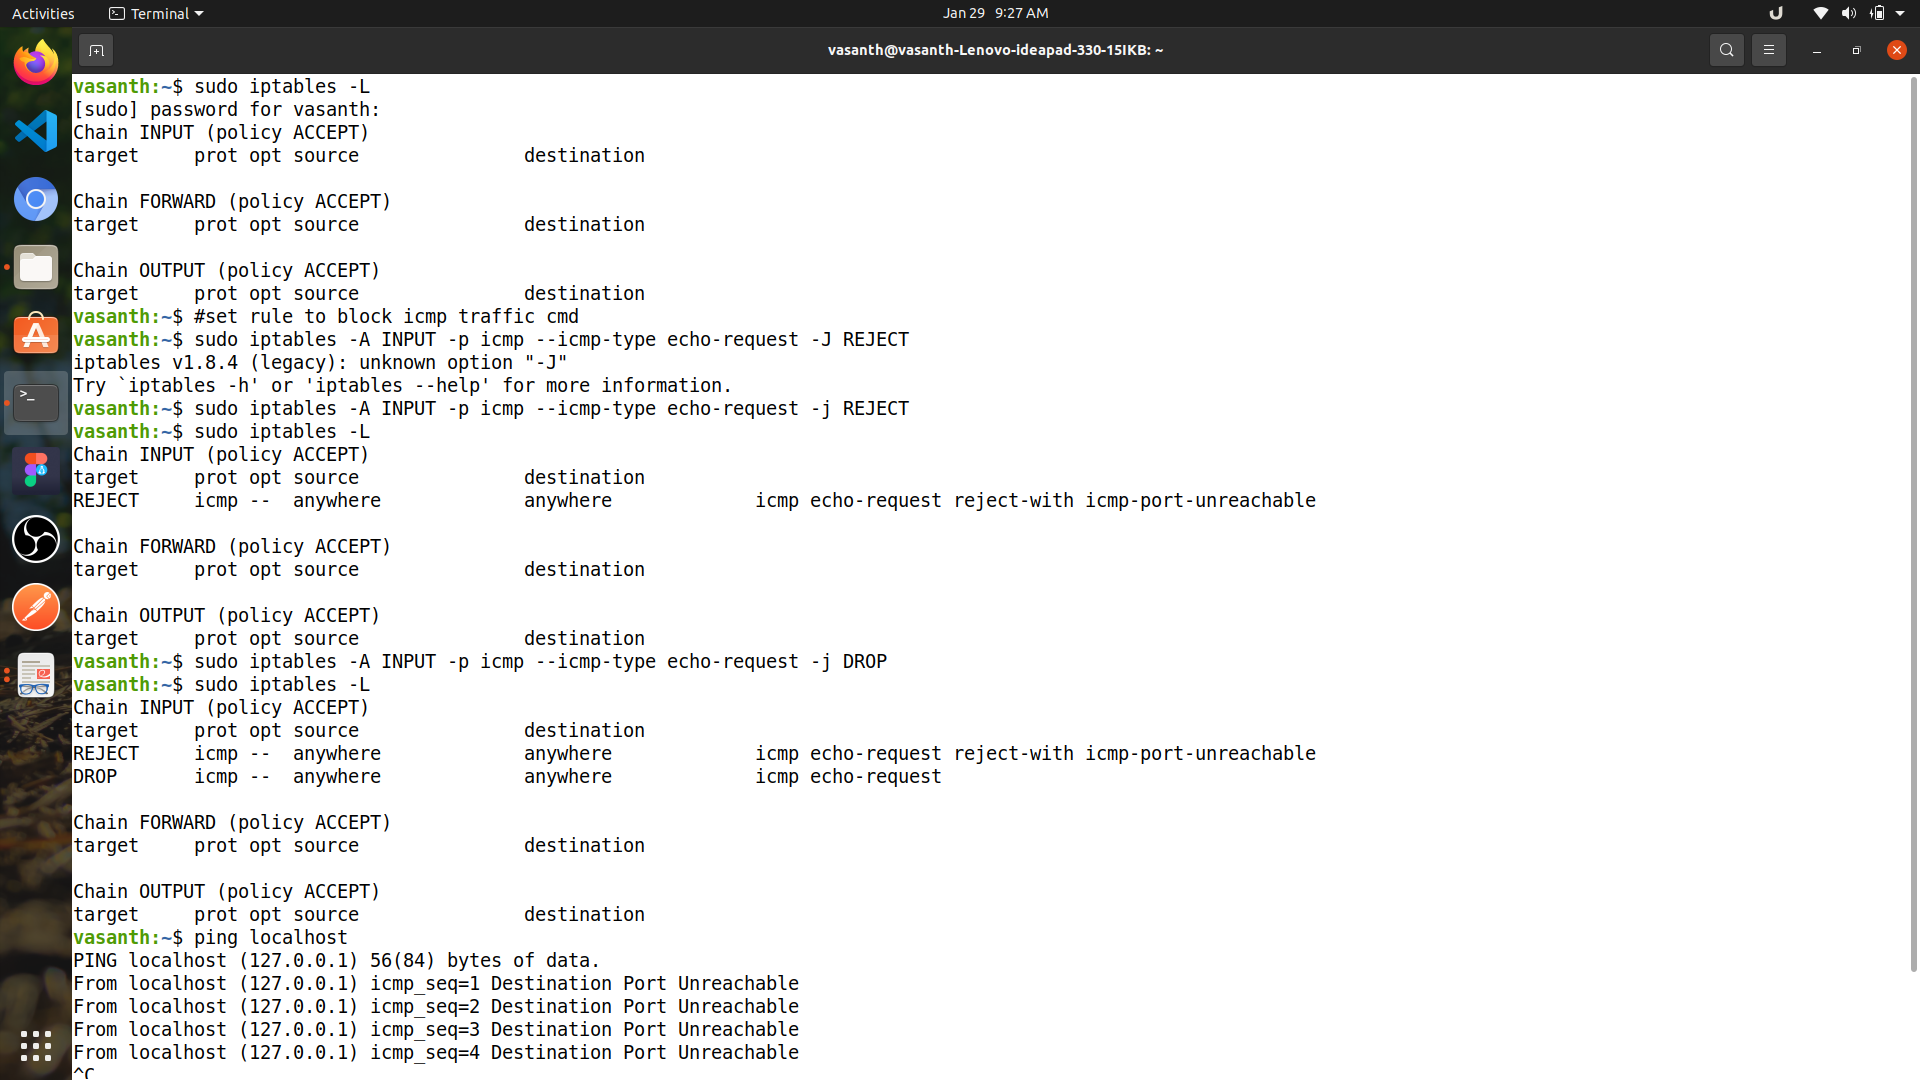 Activities Terminal Jan 29 9:27 AM
vasanth@vasanth-Lenovo-ideapad-330-15IKB: ~
vasanth:~$ sudo iptables -L
[sudo] password for vasanth:
Chain INPUT (policy ACCEPT)
target     prot opt source               destination
Chain FORWARD (policy ACCEPT)
target     prot opt source               destination
Chain OUTPUT (policy ACCEPT)
target     prot opt source               destination
vasanth:~$ #set rule to block icmp traffic cmd
vasanth:~$ sudo iptables -A INPUT -p icmp --icmp-type echo-request -J REJECT
iptables v1.8.4 (legacy): unknown option "-J"
Try `iptables -h' or 'iptables --help' for more information.
vasanth:~$ sudo iptables -A INPUT -p icmp --icmp-type echo-request -j REJECT
vasanth:~$ sudo iptables -L
Chain INPUT (policy ACCEPT)
target     prot opt source               destination
REJECT     icmp --  anywhere             anywhere             icmp echo-request reject-with icmp-port-unreachable
Chain FORWARD (policy ACCEPT)
target     prot opt source               destination
Chain OUTPUT (policy ACCEPT)
target     prot opt source               destination
vasanth:~$ sudo iptables -A INPUT -p icmp --icmp-type echo-request -j DROP
vasanth:~$ sudo iptables -L
Chain INPUT (policy ACCEPT)
target     prot opt source               destination
REJECT     icmp --  anywhere             anywhere             icmp echo-request reject-with icmp-port-unreachable
DROP       icmp --  anywhere             anywhere             icmp echo-request
Chain FORWARD (policy ACCEPT)
target     prot opt source               destination
Chain OUTPUT (policy ACCEPT)
target     prot opt source               destination
vasanth:~$ ping localhost
PING localhost (127.0.0.1) 56(84) bytes of data.
From localhost (127.0.0.1) icmp_seq=1 Destination Port Unreachable
From localhost (127.0.0.1) icmp_seq=2 Destination Port Unreachable
From localhost (127.0.0.1) icmp_seq=3 Destination Port Unreachable
From localhost (127.0.0.1) icmp_seq=4 Destination Port Unreachable
^C